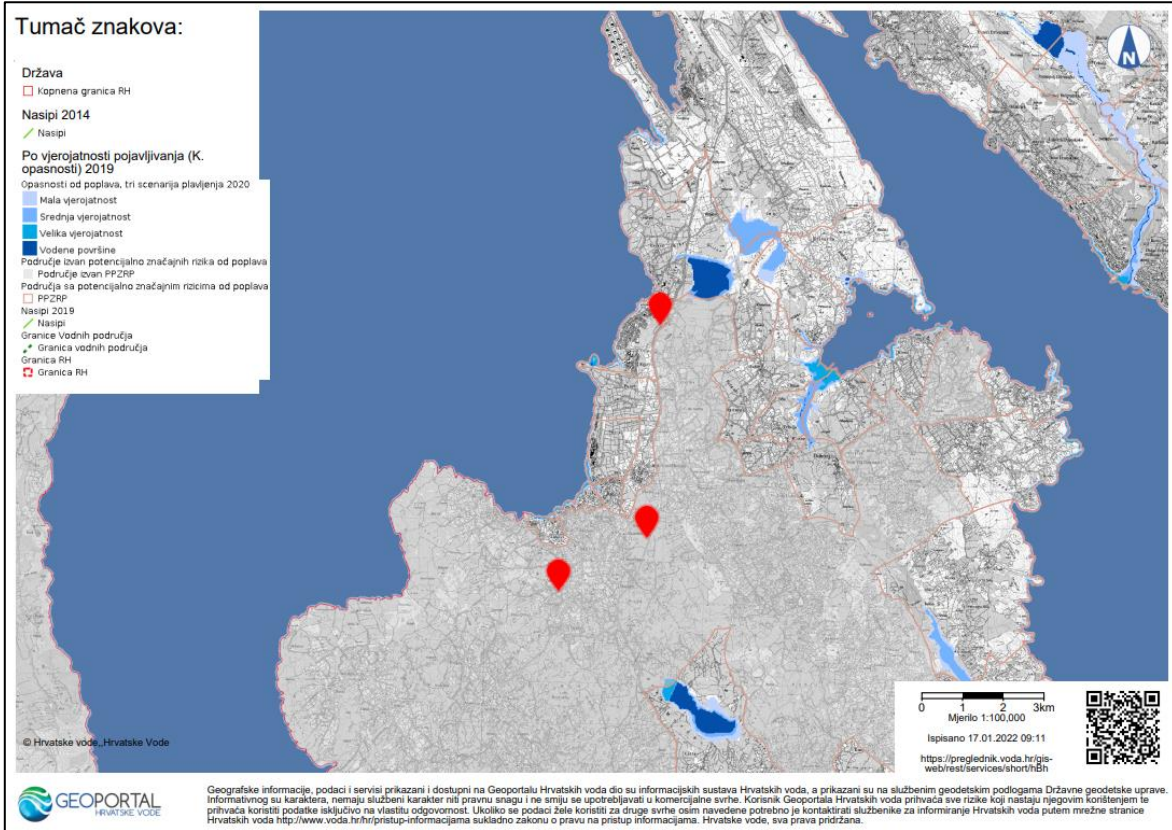 Tumač znakova:
Država
Kopnena granica RH
Nasipi 2014
Nasipi
Po vjerojatnosti pojavljivanja (K.
opasnosti) 2019
Opasnosti od poplava, tri scenarija plavljenja 2020
Mala vjerojatnost
Srednja vjerojatnost
Velika vjerojatnost
Vodene površine
Područje izvan potencijalno značajnih rizika od poplava
Područje izvan PPZRP
Područja sa potencijalno značajnim rizicima od poplava
PPZRP
Nasipi 2019
Nasipi
Granice Vodnih područja
Granica vodnih područja
Granica RH
Granica RH
N
0 1 2 3km
Mjerilo 1:100,000
Ispisano 17.01.2022 09:11
https://preglednik.voda.hr/gis-
web/rest/services/short/hBh
© Hrvatske vode,,Hrvatske Vode
GEOPORTAL
HRVATSKE VODE
Geografske informacije, podaci i servisi prikazani i dostupni na Geoportalu Hrvatskih voda dio su informacijskih sustava Hrvatskih voda, a prikazani su na službenim geodetskim podlogama Državne geodetske uprave.
Informativnog su karaktera, nemaju službeni karakter niti pravnu snagu i ne smiju se upotrebljavati u komercijalne svrhe. Korisnik Geoportala Hrvatskih voda prihvaća sve rizike koji nastaju njegovim korištenjem te
prihvaća koristiti podatke isključivo na vlastitu odgovornost. Ukoliko se podaci žele koristiti za druge svrhe osim navedene potrebno je kontaktirati službenike za informiranje Hrvatskih voda putem mrežne stranice
Hrvatskih voda http://www.voda.hr/hr/pristup-informacijama sukladno zakonu o pravu na pristup informacijama. Hrvatske vode, sva prava pridržana.